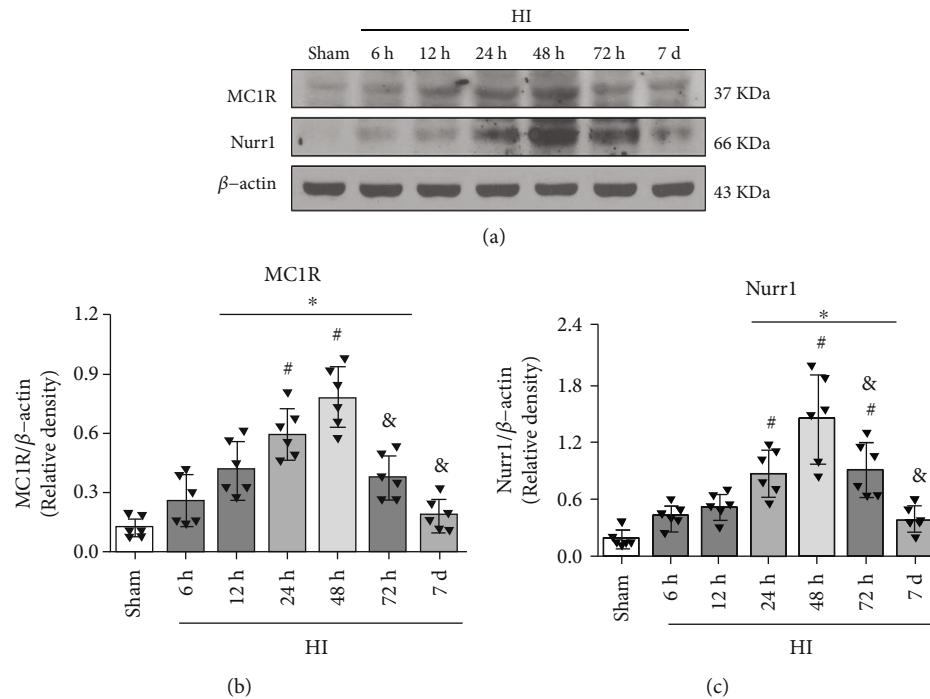 HI
Sham 6 h 12 h 24 h 48 h 72 h 7 d
MC1R 37 KDa
Nurr1 66 KDa
β–actin 43 KDa
(a)
MC1R
*
# # & &
MC1R/β–actin
(Relative density)
1.2
0.9
0.6
0.3
0.0
Sham 6 h 12 h 24 h 48 h 72 h 7 d
HI
(b)
Nurr1
*
# # & # &
Nurr1/β–actin
(Relative density)
2.4
1.8
1.2
0.6
0.0
Sham 6 h 12 h 24 h 48 h 72 h 7 d
HI
(c)